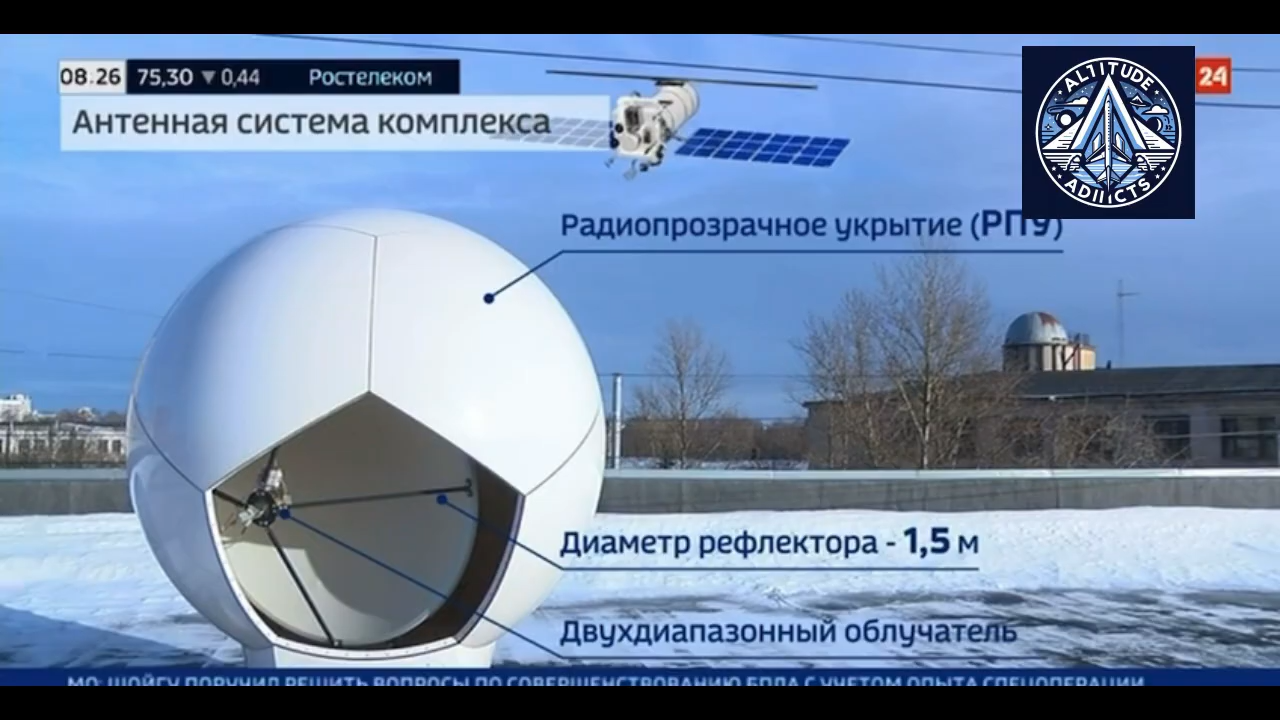 08.26 75,30 ▼ 0,44 Ростелеком
24
Антенная система комплекса
ALTITUDE
ADIIICTS
Радиопрозрачное укрытие (РПУ)
Диаметр рефлектора - 1,5 м
Двухдиапазонный облучатель
МО: ШОЙГУ ПОРУЧИЛ РЕШИТЬ ВОПРОСЫ ПО СОВЕРШЕНСТВОВАНИЮ БПЛА С УЧЕТОМ ОПЫТА СПЕЦОПЕРАЦИИ